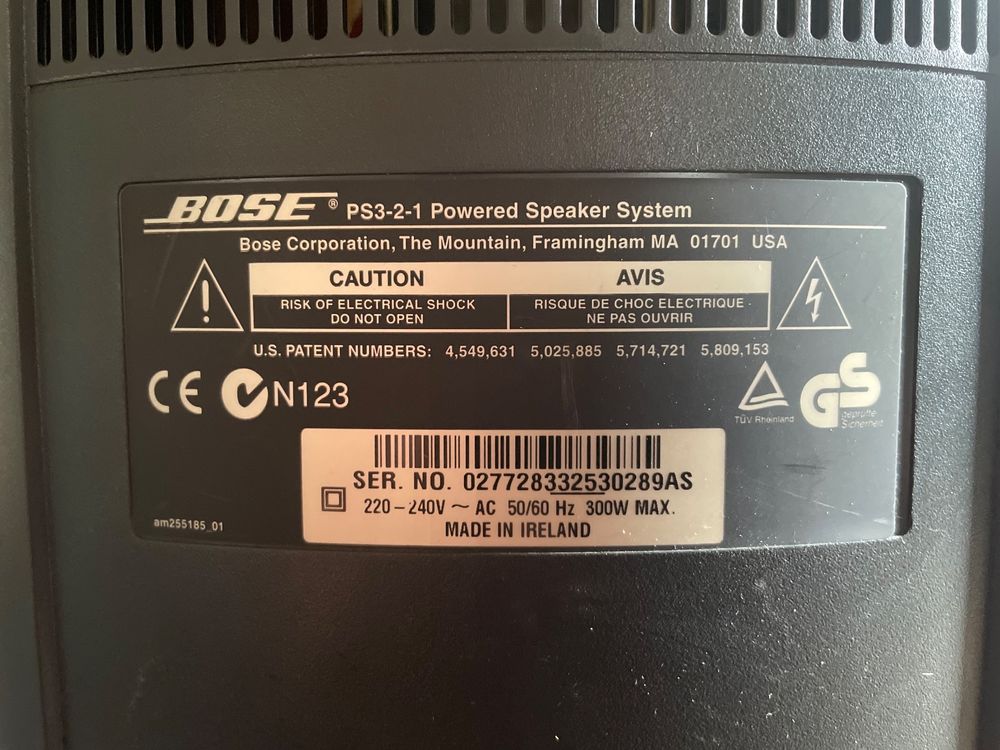 BOSE® PS3-2-1 Powered Speaker System
Bose Corporation, The Mountain, Framingham MA 01701 USA
CAUTION AVIS
RISK OF ELECTRICAL SHOCK RISQUE DE CHOC ELECTRIQUE
DO NOT OPEN NE PAS OUVRIR
U.S. PATENT NUMBERS: 4,549,631 5,025,885 5,714,721 5,809,153
CE N123
TÜV Rheinland
GS
geprüfte
Sicherheit
SER. NO. 027728332530289AS
220–240V ~ AC 50/60 Hz 300W MAX.
MADE IN IRELAND
am255185_01